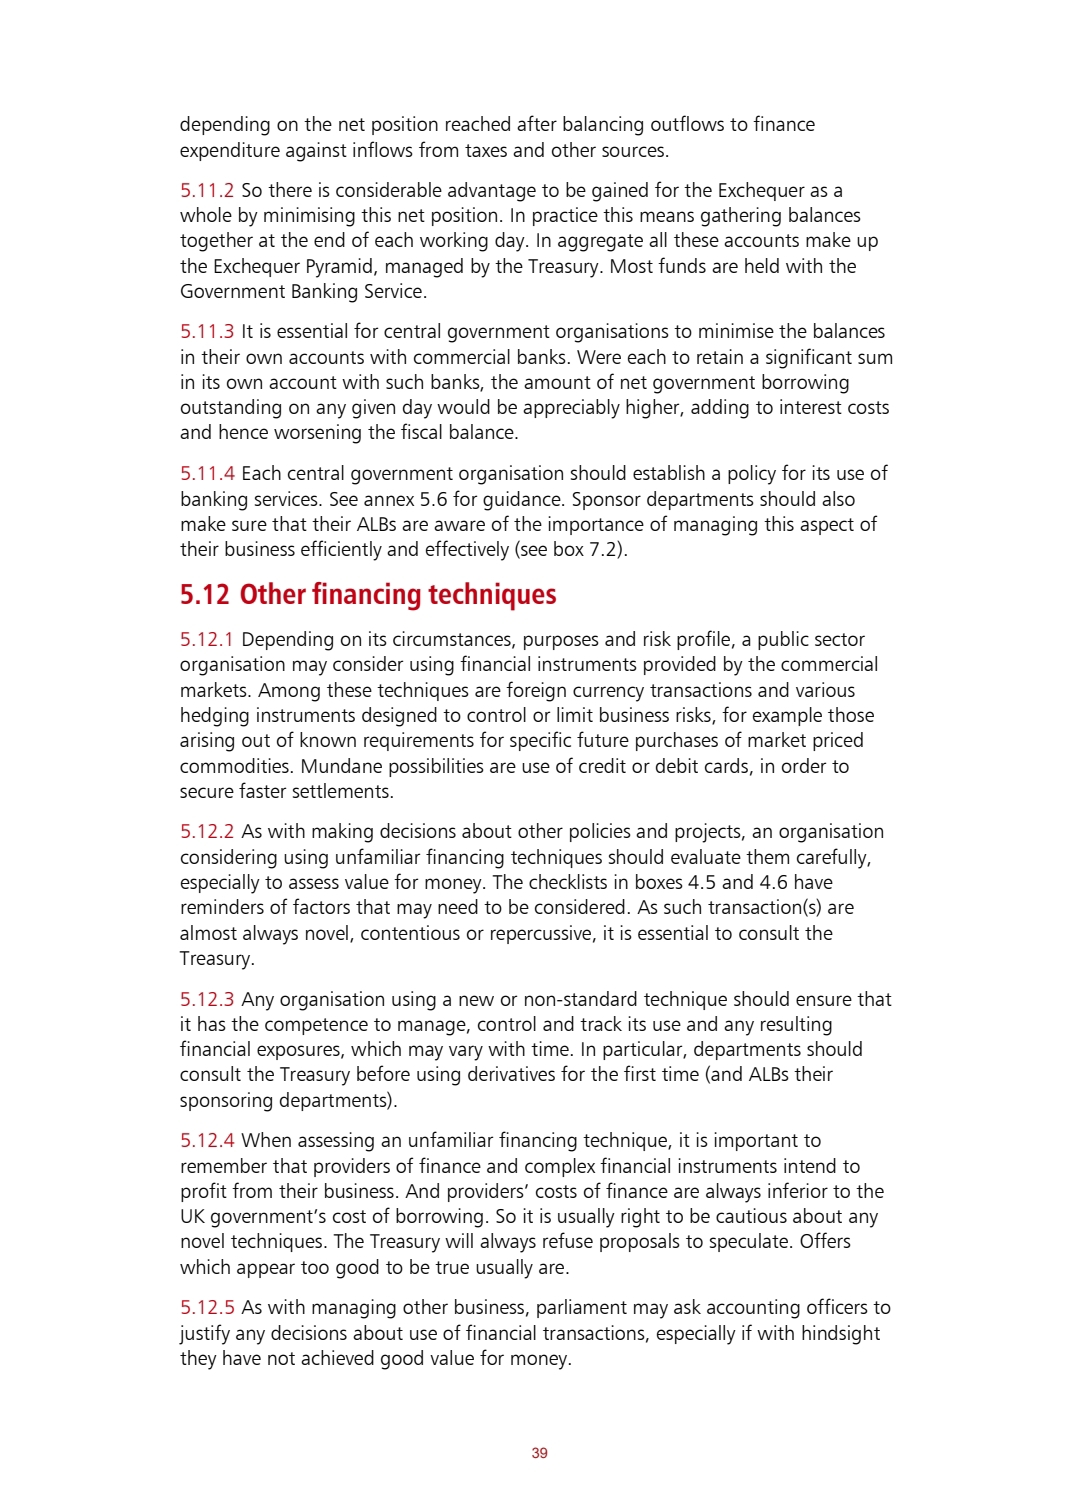 depending on the net position reached after balancing outflows to finance
expenditure against inflows from taxes and other sources.
5.11.2 So there is considerable advantage to be gained for the Exchequer as a
whole by minimising this net position. In practice this means gathering balances
together at the end of each working day. In aggregate all these accounts make up
the Exchequer Pyramid, managed by the Treasury. Most funds are held with the
Government Banking Service.
5.11.3 It is essential for central government organisations to minimise the balances
in their own accounts with commercial banks. Were each to retain a significant sum
in its own account with such banks, the amount of net government borrowing
outstanding on any given day would be appreciably higher, adding to interest costs
and hence worsening the fiscal balance.
5.11.4 Each central government organisation should establish a policy for its use of
banking services. See annex 5.6 for guidance. Sponsor departments should also
make sure that their ALBs are aware of the importance of managing this aspect of
their business efficiently and effectively (see box 7.2).
5.12 Other financing techniques
5.12.1 Depending on its circumstances, purposes and risk profile, a public sector
organisation may consider using financial instruments provided by the commercial
markets. Among these techniques are foreign currency transactions and various
hedging instruments designed to control or limit business risks, for example those
arising out of known requirements for specific future purchases of market priced
commodities. Mundane possibilities are use of credit or debit cards, in order to
secure faster settlements.
5.12.2 As with making decisions about other policies and projects, an organisation
considering using unfamiliar financing techniques should evaluate them carefully,
especially to assess value for money. The checklists in boxes 4.5 and 4.6 have
reminders of factors that may need to be considered. As such transaction(s) are
almost always novel, contentious or repercussive, it is essential to consult the
Treasury.
5.12.3 Any organisation using a new or non-standard technique should ensure that
it has the competence to manage, control and track its use and any resulting
financial exposures, which may vary with time. In particular, departments should
consult the Treasury before using derivatives for the first time (and ALBs their
sponsoring departments).
5.12.4 When assessing an unfamiliar financing technique, it is important to
remember that providers of finance and complex financial instruments intend to
profit from their business. And providers’ costs of finance are always inferior to the
UK government’s cost of borrowing. So it is usually right to be cautious about any
novel techniques. The Treasury will always refuse proposals to speculate. Offers
which appear too good to be true usually are.
5.12.5 As with managing other business, parliament may ask accounting officers to
justify any decisions about use of financial transactions, especially if with hindsight
they have not achieved good value for money.
39